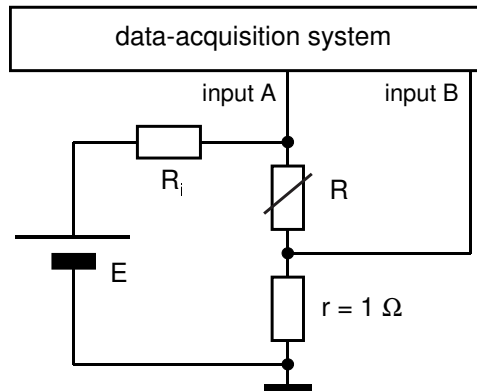 data-acquisition system
input A
input B
Ri
R
E
r = 1 Ω